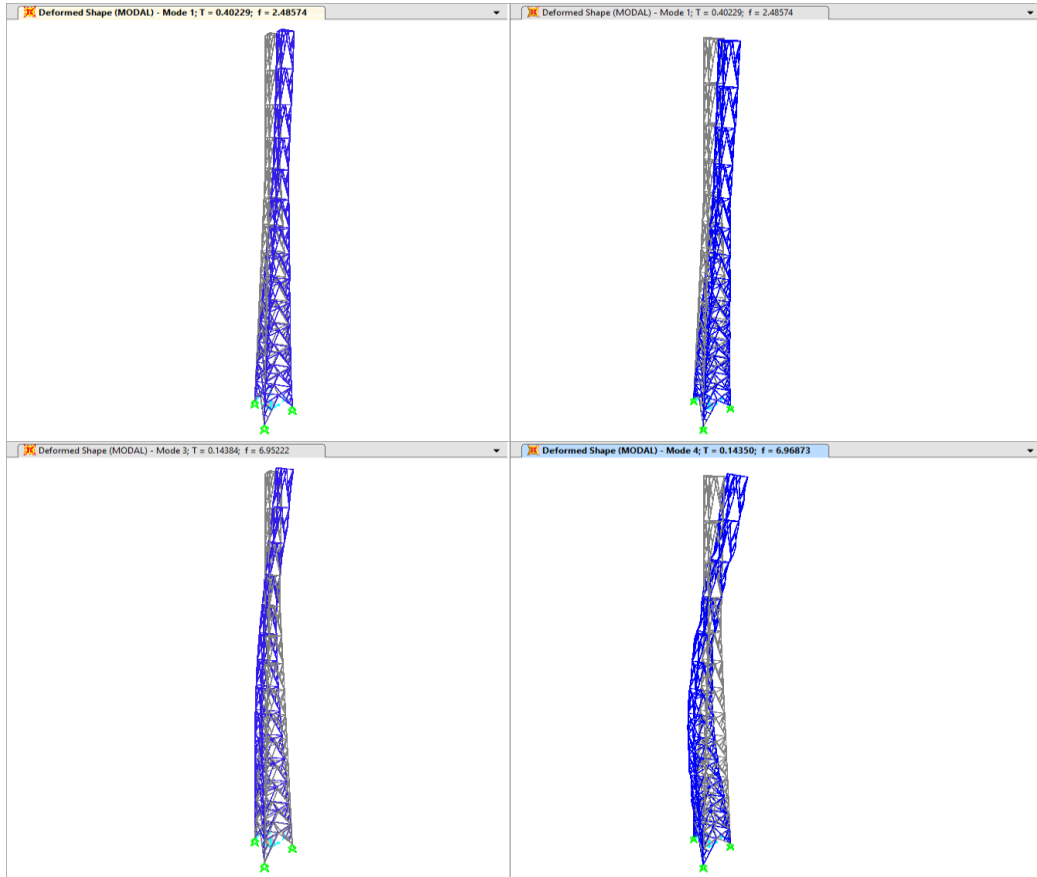 Deformed Shape (MODAL) - Mode 1; T = 0.40229; f = 2.48574
Deformed Shape (MODAL) - Mode 1; T = 0.40229; f = 2.48574
Deformed Shape (MODAL) - Mode 3; T = 0.14384; f = 6.95222
Deformed Shape (MODAL) - Mode 4; T = 0.14350; f = 6.96873